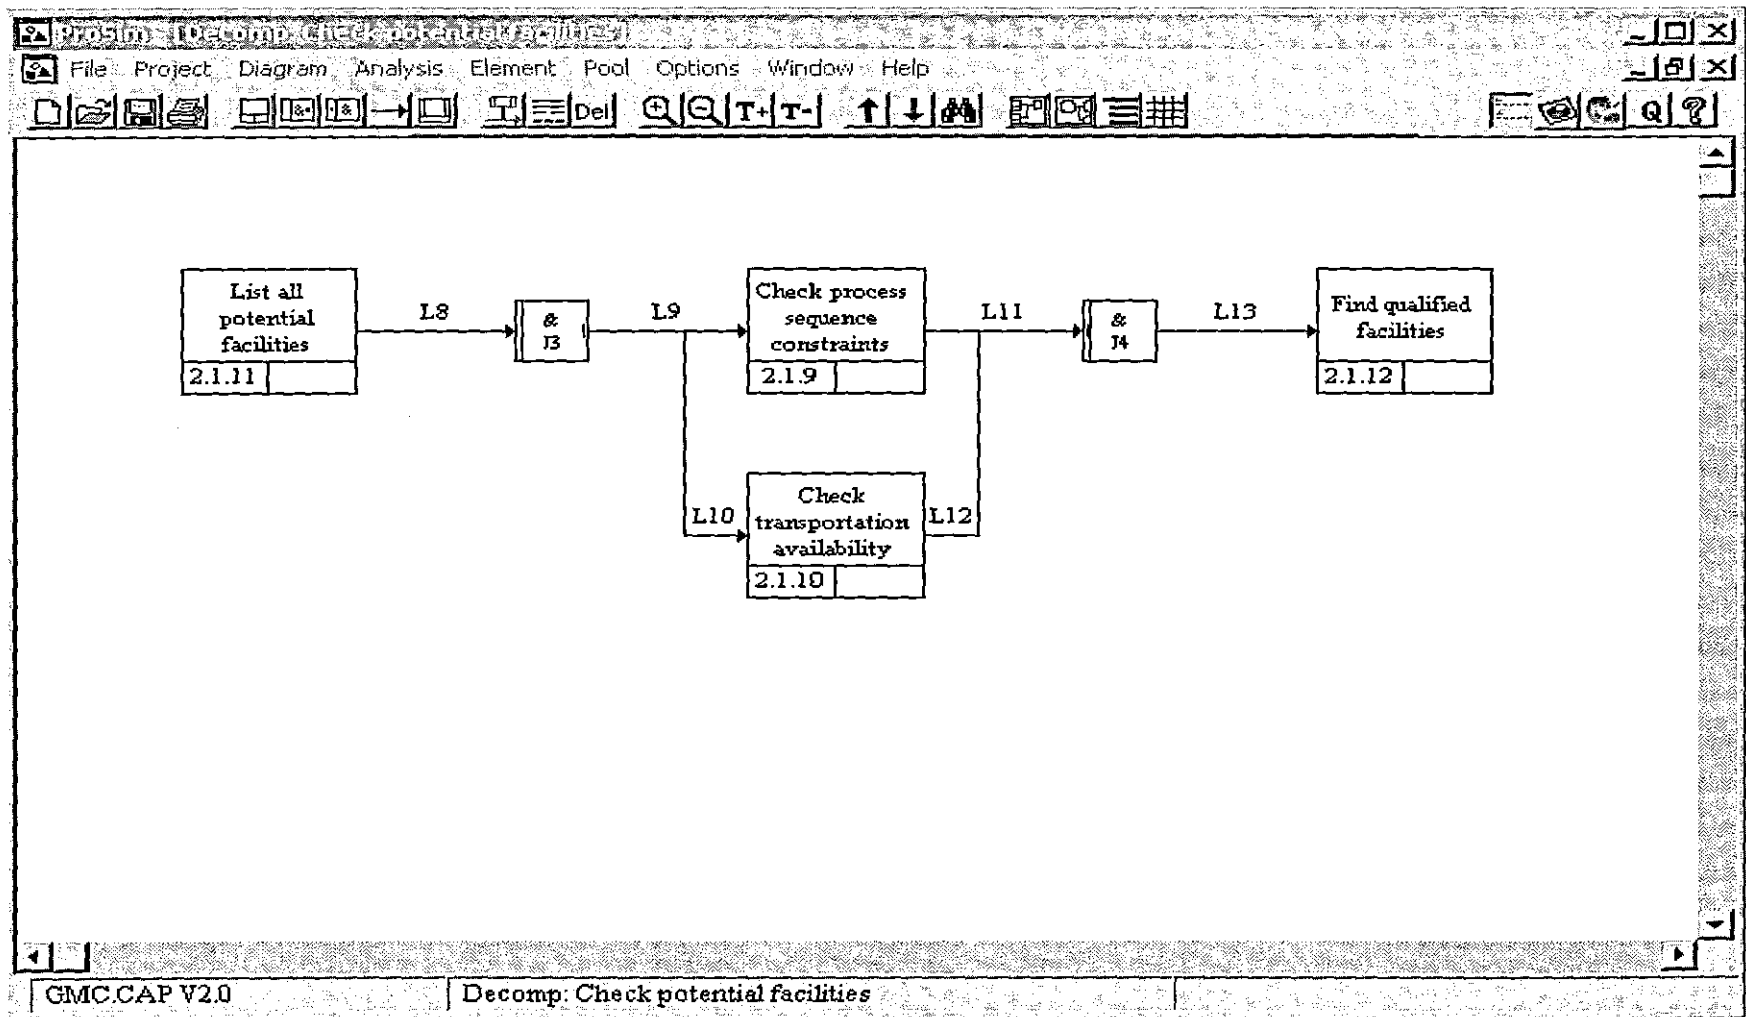 ProSim - [Decomp: Check potential facilities]
File Project Diagram Analysis Element Pool Options Window Help
Del T+ T- Q ?
List all
potential
facilities
2.1.11
L8
&
J3
L9
Check process
sequence
constraints
2.1.9
L11
&
J4
L13
Find qualified
facilities
2.1.12
L10
Check
transportation
availability
2.1.10
L12
GMC.CAP V2.0
Decomp: Check potential facilities